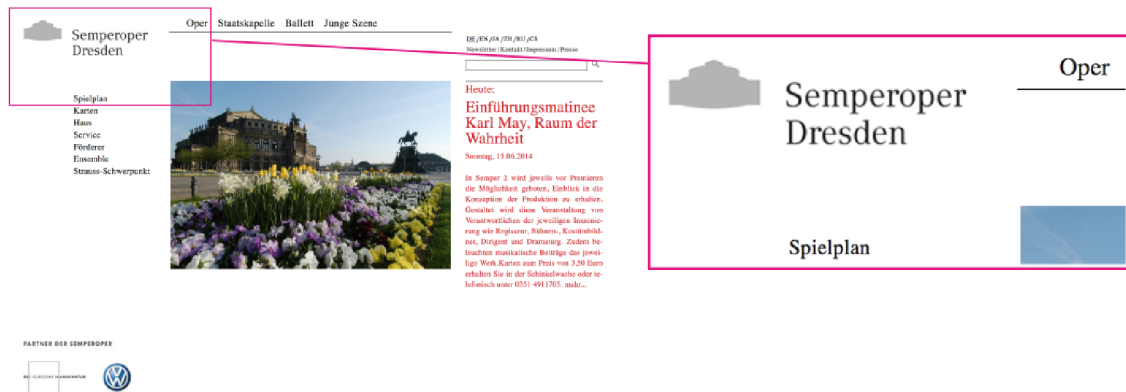 Semperoper
Dresden
Oper Staatskapelle Ballett Junge Szene
DE/EN/JA/ZH/RU/CS
Newsletter/Kontakt/Impressum/Presse
Spielplan
Karten
Haus
Service
Förderer
Ensemble
Strauss-Schwerpunkt
Heute:
Einführungsmatinee
Karl May, Raum der
Wahrheit
Sonntag, 15.06.2014
In Semper 2 wird jeweils vor Premieren
die Möglichkeit geboten, Einblick in die
Konzeption der Produktion zu erhalten.
Gestaltet wird diese Veranstaltung von
Verantwortlichen der jeweiligen Inszenie-
rung wie Regisseur, Bühnen-, Kostümbild-
ner, Dirigent und Dramaturg. Zudem be-
leuchten musikalische Beiträge das jewei-
lige Werk.Karten zum Preis von 3,50 Euro
erhalten Sie in der Schinkelwache oder te-
lefonisch unter 0351 4911705. mehr...
PARTNER DER SEMPEROPER
DIE GLÄSERNE MANUFAKTUR
VW
Semperoper
Dresden
Oper
Spielplan